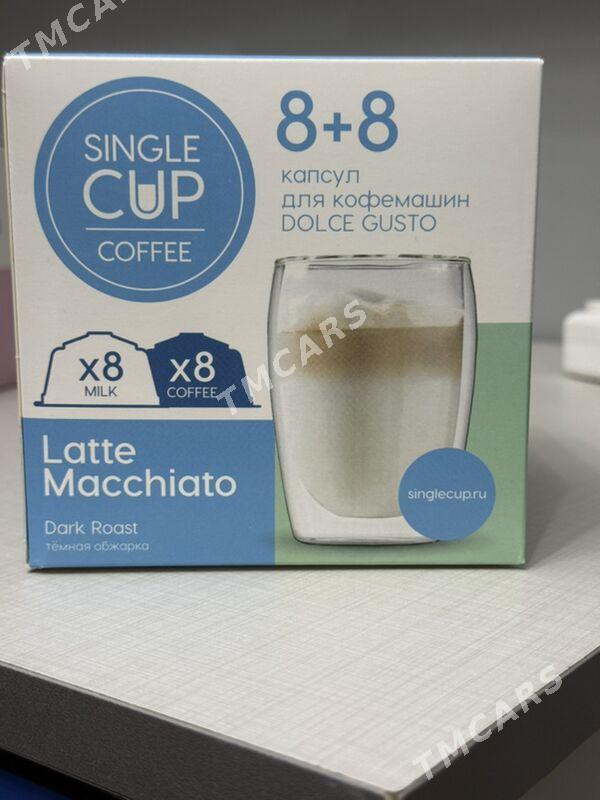 TMCARS
SINGLE
CUP
COFFEE
8+8
капсул
для кофемашин
DOLCE GUSTO
x8
MILK
x8
COFFEE
TMCARS
Latte
Macchiato
Dark Roast
тёмная обжарка
singlecup.ru
TMCARS